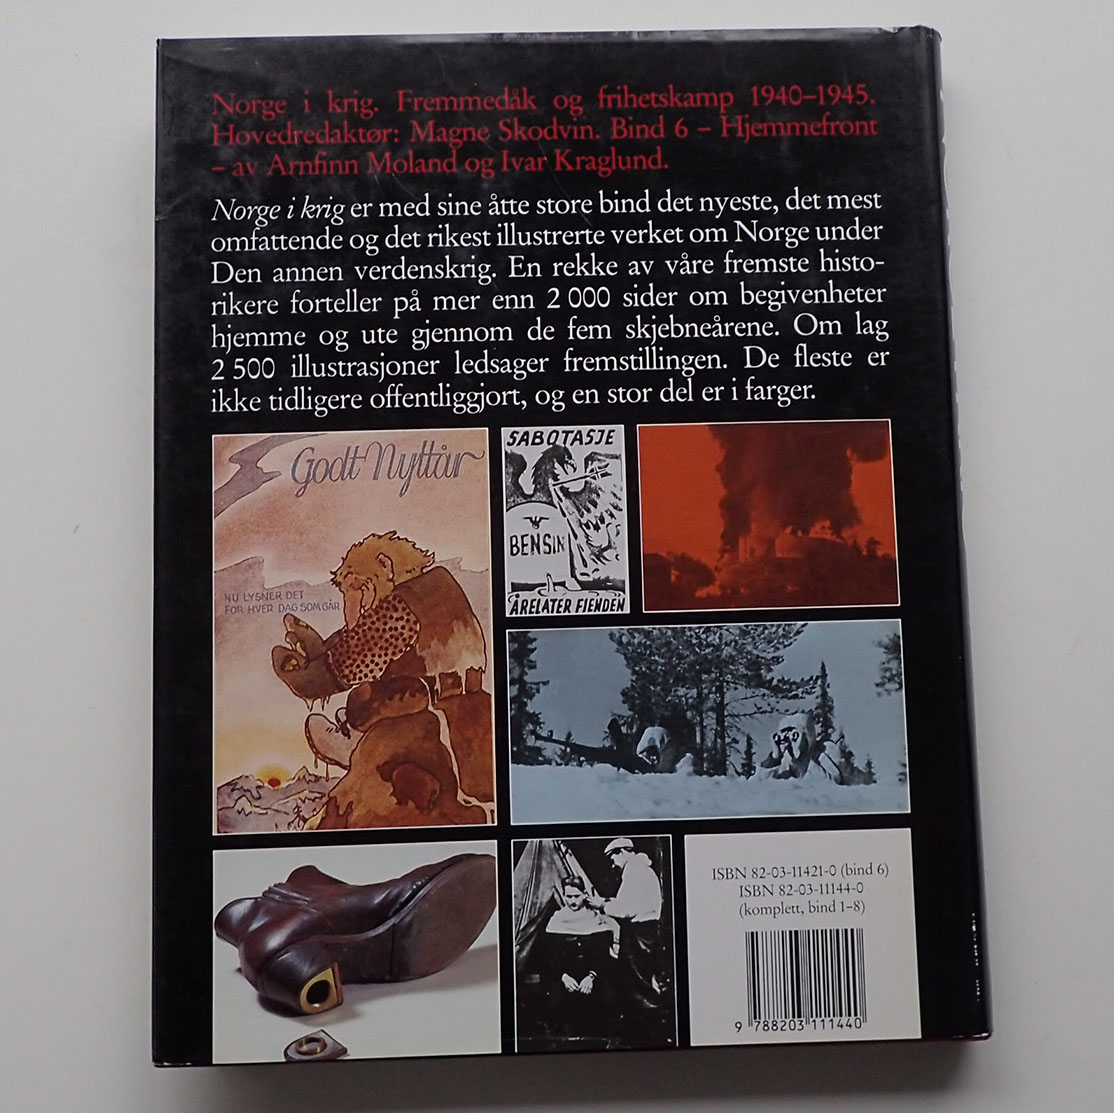 Norge i krig. Fremmedåk og frihetskamp 1940–1945.
Hovedredaktør: Magne Skodvin. Bind 6 – Hjemmefront
– av Arnfinn Moland og Ivar Kraglund.
Norge i krig er med sine åtte store bind det nyeste, det mest
omfattende og det rikest illustrerte verket om Norge under
Den annen verdenskrig. En rekke av våre fremste histo-
rikere forteller på mer enn 2 000 sider om begivenheter
hjemme og ute gjennom de fem skjebneårene. Om lag
2 500 illustrasjoner ledsager fremstillingen. De fleste er
ikke tidligere offentliggjort, og en stor del er i farger.
Godt Nyttår
NU LYSNER DET
FOR HVER DAG SOM GÅR
SABOTASJE
BENSIN
ÅRELATER FIENDEN
ISBN 82-03-11421-0 (bind 6)
ISBN 82-03-11144-0
(komplett, bind 1–8)
9 788203 111440